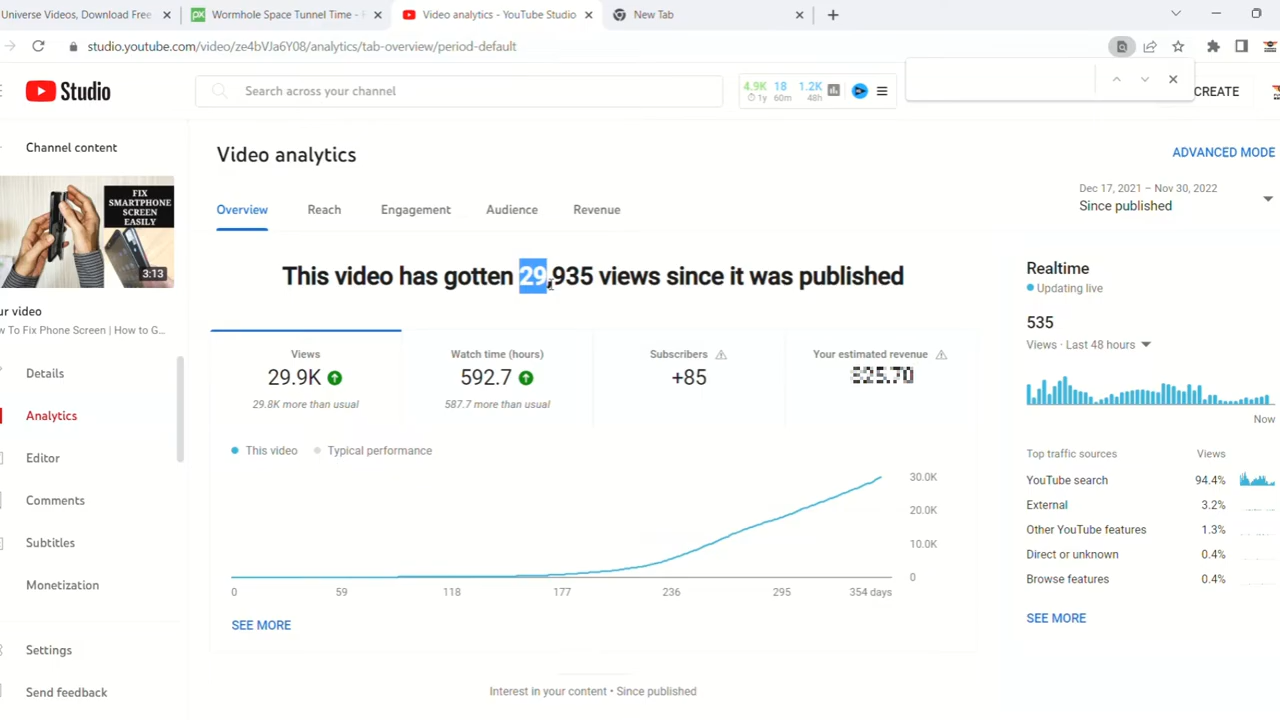 Universe Videos, Download Free
Wormhole Space Tunnel Time -
Video analytics - YouTube Studio
New Tab
studio.youtube.com/video/ze4bVJa6Y08/analytics/tab-overview/period-default
Studio
Search across your channel
4.9K 18 1.2K
1y 60m 48h
CREATE
Channel content
Video analytics
ADVANCED MODE
Dec 17, 2021 – Nov 30, 2022
Since published
Overview Reach Engagement Audience Revenue
FIX
SMARTPHONE
SCREEN
EASILY
3:13
This video has gotten 29,935 views since it was published
Realtime
Updating live
535
Views · Last 48 hours
Now
ur video
w To Fix Phone Screen | How to G...
Views
29.9K
29.8K more than usual
Watch time (hours)
592.7
587.7 more than usual
Subscribers
+85
Your estimated revenue
Details
Analytics
Editor
Comments
Subtitles
Monetization
Settings
Send feedback
This video Typical performance
30.0K
20.0K
10.0K
0
0 59 118 177 236 295 354 days
SEE MORE
Top traffic sources Views
YouTube search 94.4%
External 3.2%
Other YouTube features 1.3%
Direct or unknown 0.4%
Browse features 0.4%
SEE MORE
Interest in your content • Since published